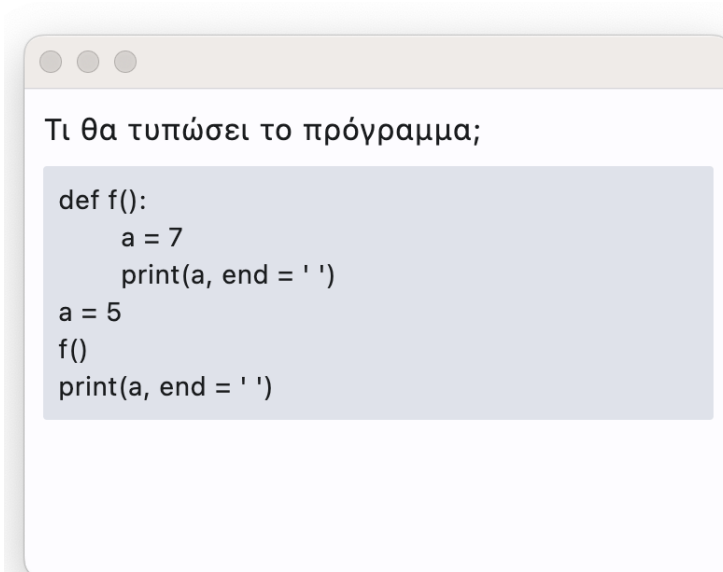 Τι θα τυπώσει το πρόγραμμα;
def f():
    a = 7
    print(a, end = ' ')
a = 5
f()
print(a, end = ' ')